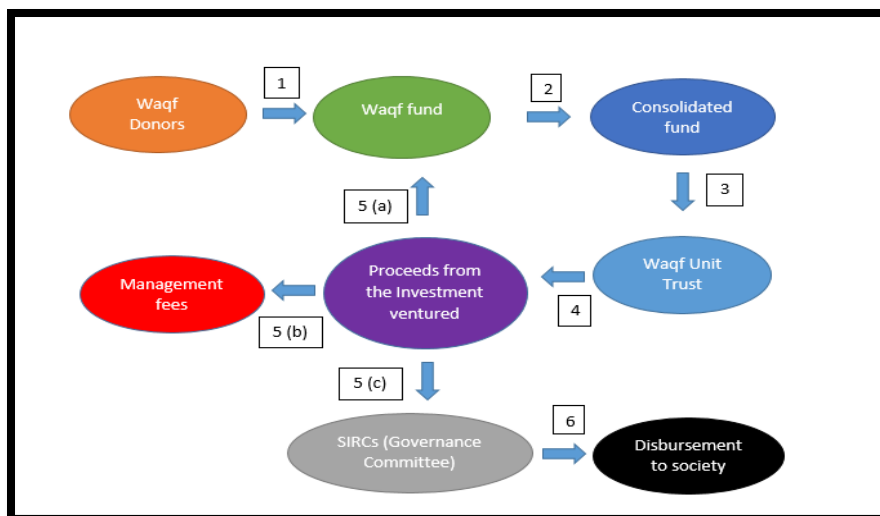 1
2
Waqf
Donors
Waqf fund
Consolidated
fund
3
5 (a)
Management
fees
Proceeds from
the Investment
ventured
Waqf Unit
Trust
4
5 (b)
5 (c)
6
SIRCs (Governance
Committee)
Disbursement
to society